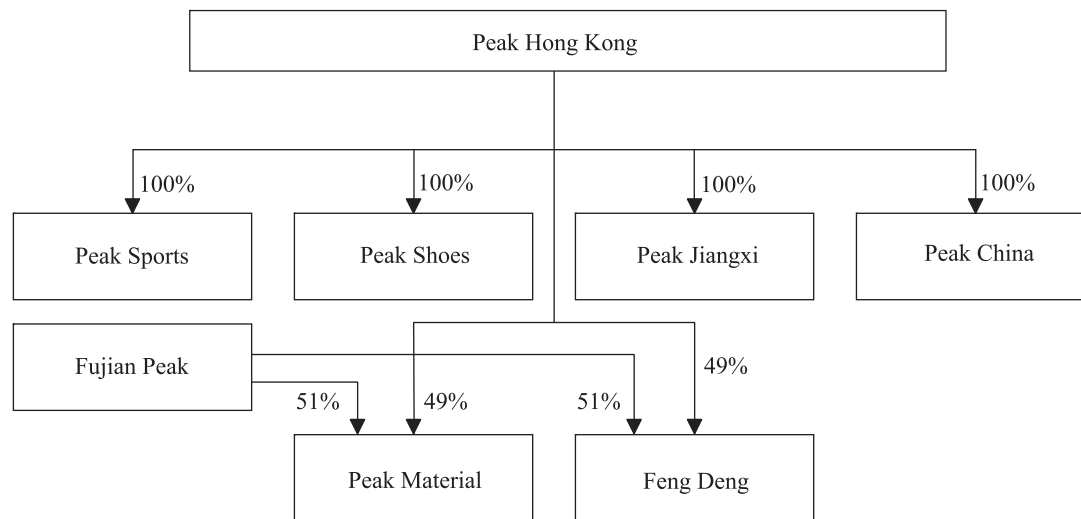 Peak Hong Kong
100%
100%
100%
100%
Peak Sports
Peak Shoes
Peak Jiangxi
Peak China
Fujian Peak
49%
51%
49%
51%
Peak Material
Feng Deng